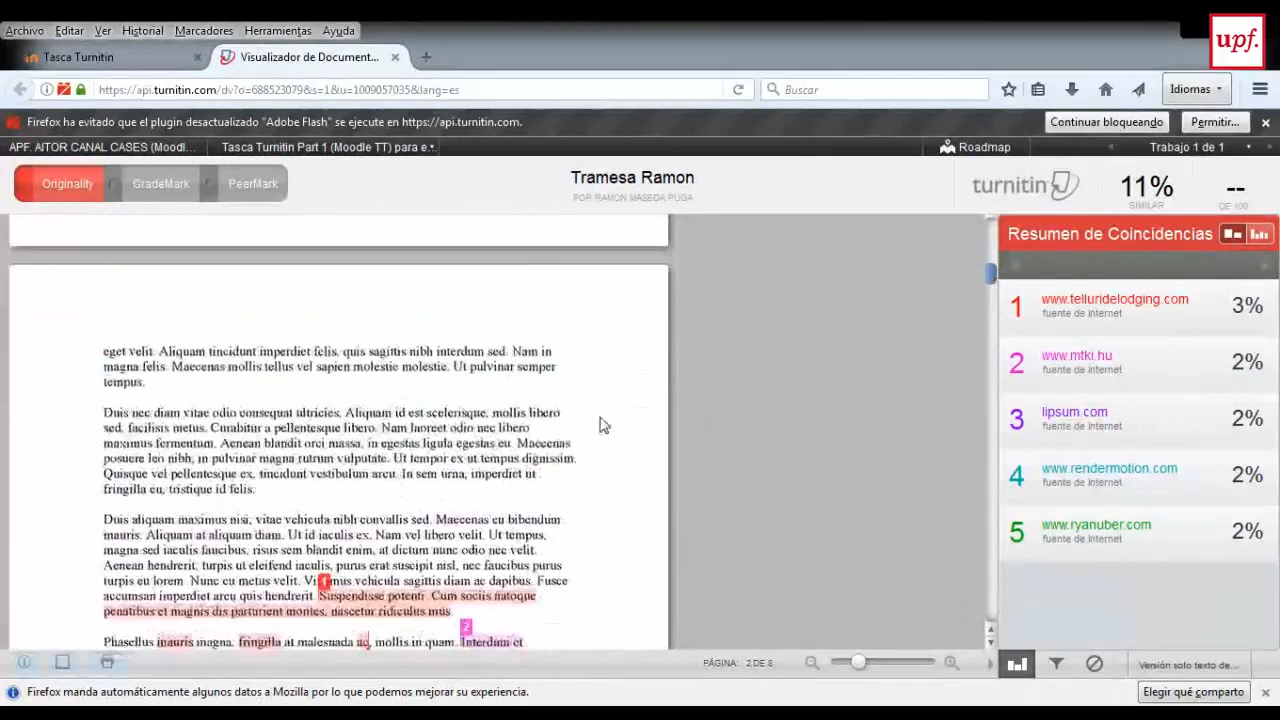 Archivo Editar Ver Historial Marcadores Herramientas Ayuda
upf.
Tasca Turnitin
Visualizador de Document...
https://api.turnitin.com/dv?o=688523079&s=1&u=1009057035&lang=es
Buscar
Idiomas
Firefox ha evitado que el plugin desactualizado "Adobe Flash" se ejecute en https://api.turnitin.com.
Continuar bloqueando
Permitir...
APF. AITOR CANAL CASES (Moodl...
Tasca Turnitin Part 1 (Moodle TT) para e...
Roadmap
Trabajo 1 de 1
Originality
GradeMark
PeerMark
Tramesa Ramon
POR RAMON MASEDA PUGA
turnitin
11%
SIMILAR
--
DE 100
Resumen de Coincidencias
1 www.telluridelodging.com 3%
fuente de Internet
2 www.mtki.hu 2%
fuente de Internet
3 lipsum.com 2%
fuente de Internet
4 www.rendermotion.com 2%
fuente de Internet
5 www.ryanuber.com 2%
fuente de Internet
eget velit. Aliquam tincidunt imperdiet felis, quis sagittis nibh interdum sed. Nam in
magna felis. Maecenas mollis tellus vel sapien molestie molestie. Ut pulvinar semper
tempus.
Duis nec diam vitae odio consequat ultricies. Aliquam id est scelerisque, mollis libero
sed, facilisis metus. Curabitur a pellentesque libero. Nam laoreet odio nec libero
maximus fermentum. Aenean blandit orci massa, in egestas ligula egestas eu. Maecenas
posuere leo nibh, in pulvinar magna rutrum vulputate. Ut tempor ex ut tempus dignissim.
Quisque vel pellentesque ex, tincidunt vestibulum arcu. In sem urna, imperdiet ut
fringilla eu, tristique id felis.
Duis aliquam maximus nisi, vitae vehicula nibh convallis sed. Maecenas eu bibendum
mauris. Aliquam at aliquam diam. Ut id iaculis ex. Nam vel libero velit. Ut tempus,
magna sed iaculis faucibus, risus sem blandit enim, at dictum nunc odio nec velit.
Aenean hendrerit, turpis ut eleifend iaculis, purus erat suscipit nisl, nec faucibus purus
turpis eu lorem. Nunc eu metus velit. Vi 1 mus vehicula sagittis diam ac dapibus. Fusce
accumsan imperdiet arcu quis hendrerit. Suspendisse potenti. Cum sociis natoque
penatibus et magnis dis parturient montes, nascetur ridiculus mus.
2
Phasellus mauris magna, fringilla at malesuada ac, mollis in quam. Interdum et
PÁGINA: 2 DE 8
Versión solo texto de...
Firefox manda automáticamente algunos datos a Mozilla por lo que podemos mejorar su experiencia.
Elegir qué comparto